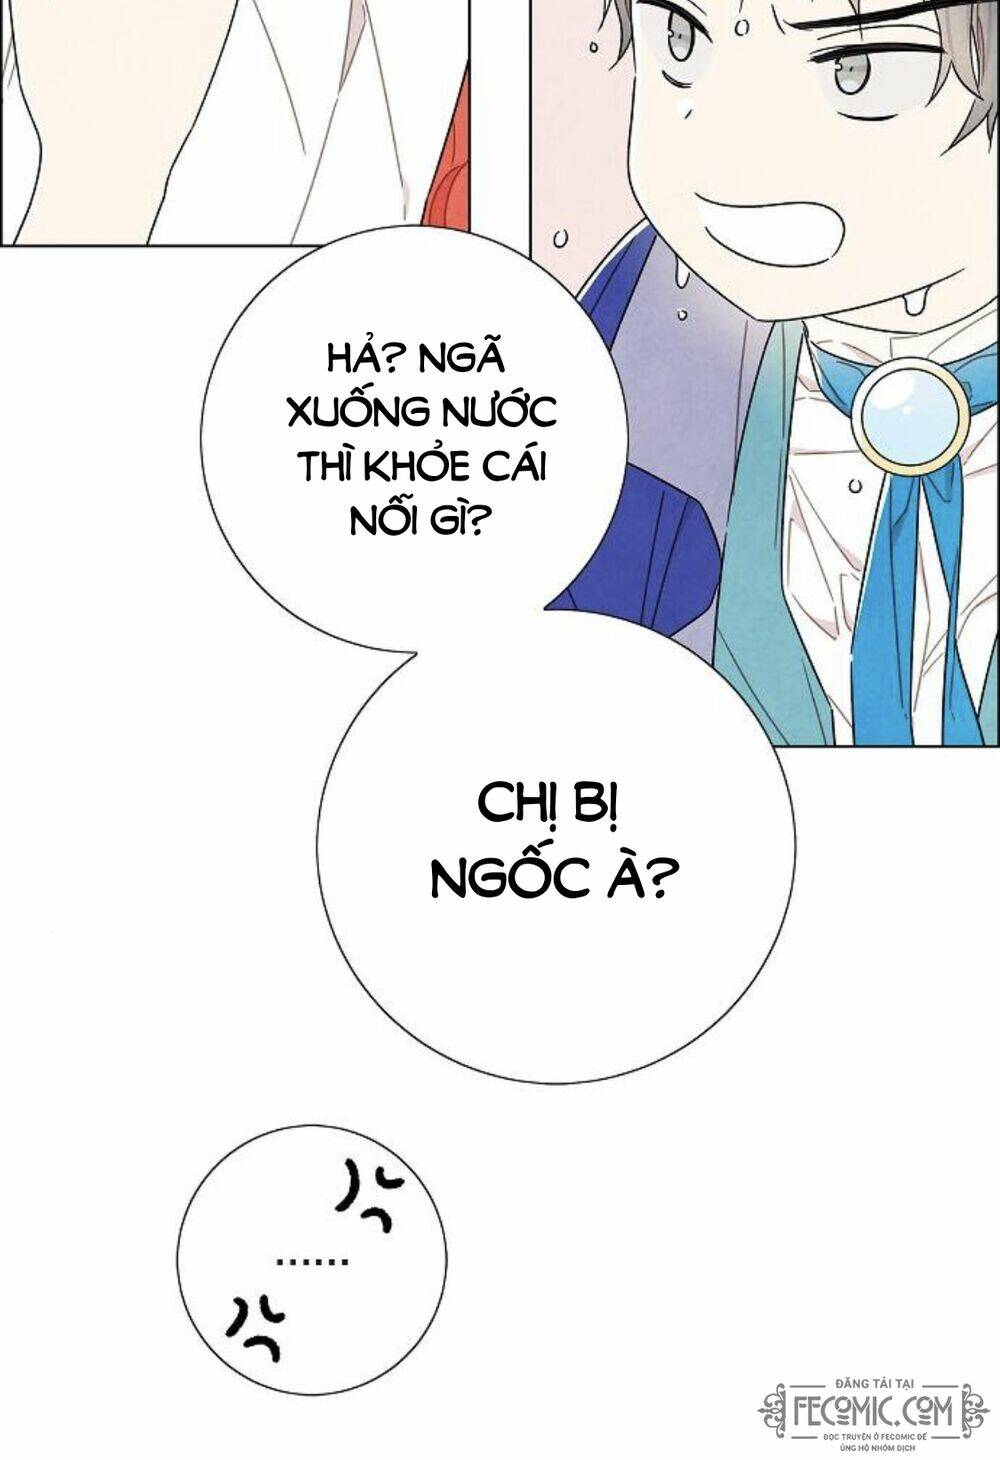 HẢ? NGÃ
XUỐNG NƯỚC
THÌ KHỎE CÁI
NỖI GÌ?
CHỊ BỊ
NGỐC À?
......
ĐĂNG TẢI TẠI
FECOMIC.COM
ĐỌC TRUYỆN Ở FECOMIC ĐỂ
ỦNG HỘ NHÓM DỊCH